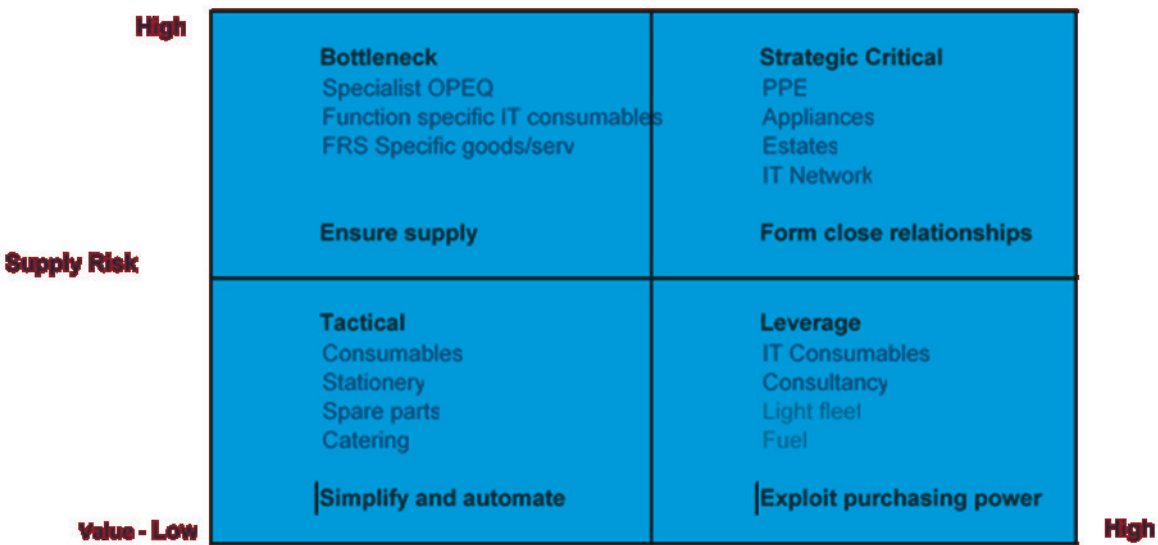 High
Bottleneck
Specialist OPEQ
Function specific IT consumables
FRS Specific goods/serv
Ensure supply
Strategic Critical
PPE
Appliances
Estates
IT Network
Form close relationships
Supply Risk
Tactical
Consumables
Stationery
Spare parts
Catering
Simplify and automate
Leverage
IT Consumables
Consultancy
Light fleet
Fuel
Exploit purchasing power
Value - Low
High